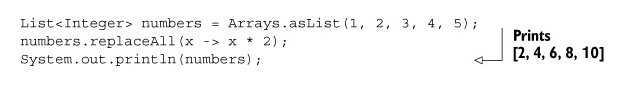 List<Integer> numbers = Arrays.asList(1, 2, 3, 4, 5);
numbers.replaceAll(x -> x * 2);
System.out.println(numbers);
Prints
[2, 4, 6, 8, 10]